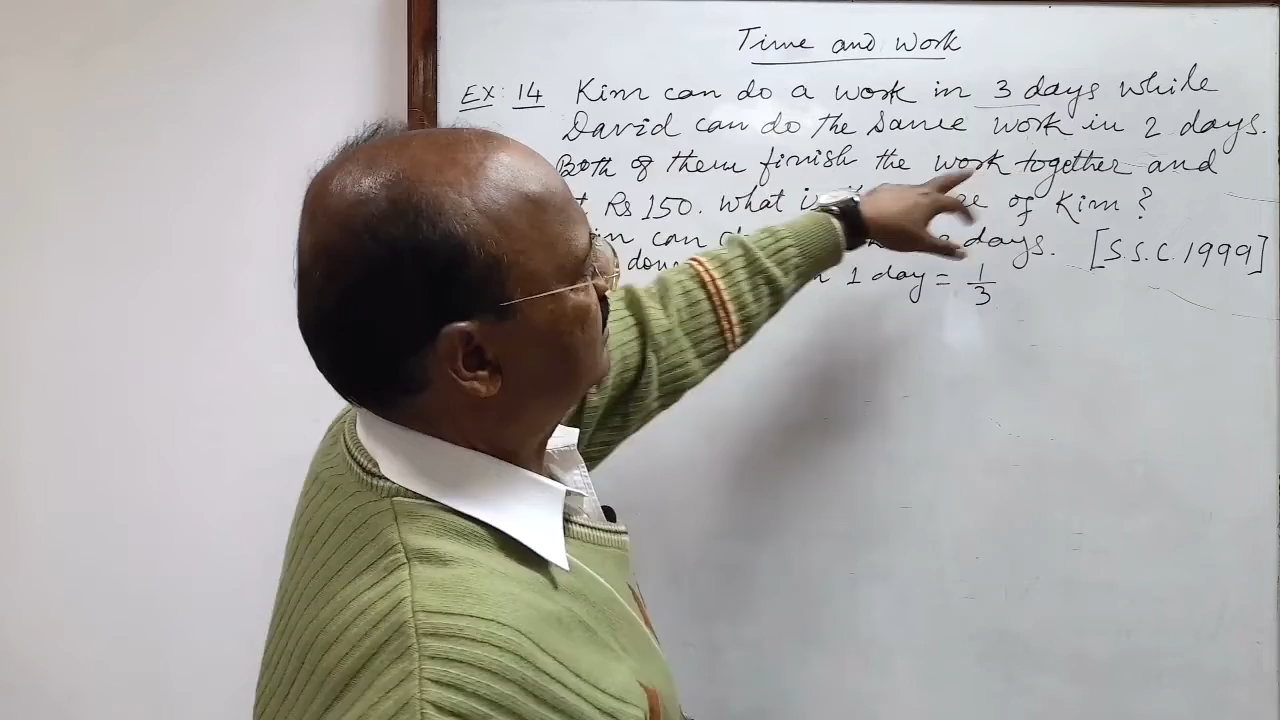 Time and Work
EX: 14 Kim can do a work in 3 days while
David can do the same work in 2 days.
Both of them finish the work together and
Rs 150. What of Kim?
can days. [S.S.C. 1999]
1 day = 1/3